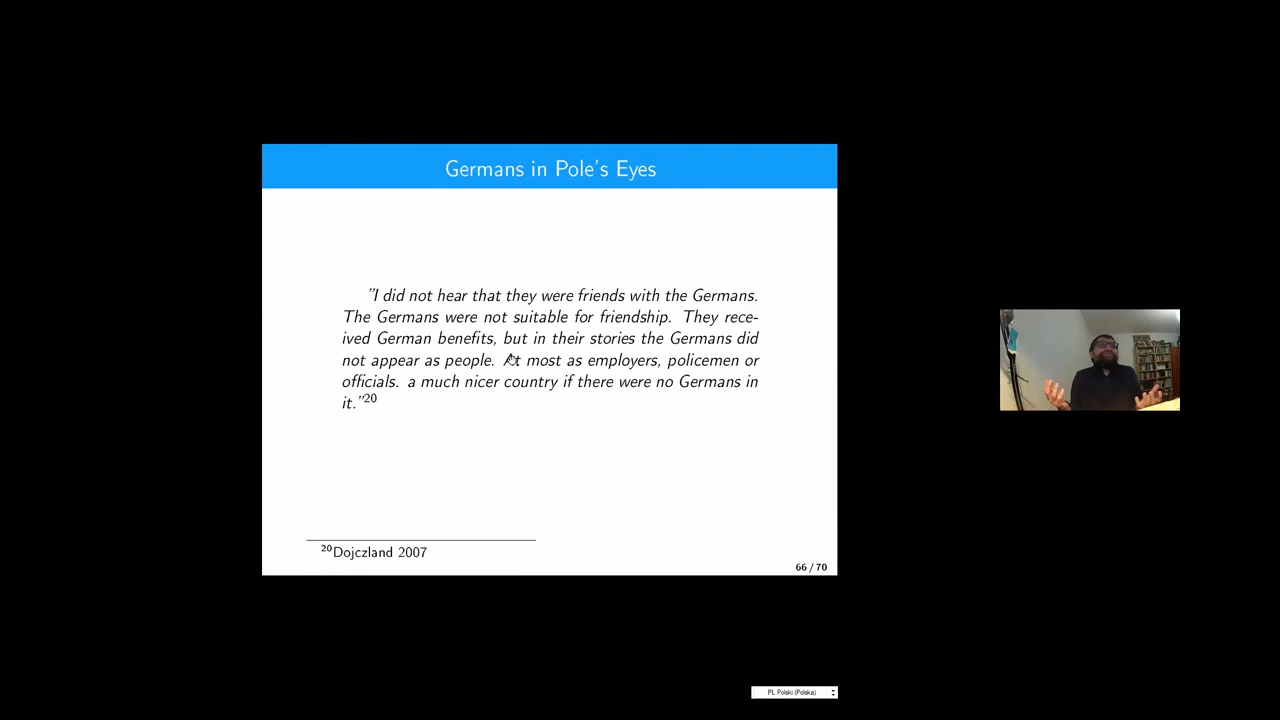 Germans in Pole's Eyes
"I did not hear that they were friends with the Germans.
The Germans were not suitable for friendship. They rece-
ived German benefits, but in their stories the Germans did
not appear as people. At most as employers, policemen or
officials. a much nicer country if there were no Germans in
it."20
20Dojczland 2007
66 / 70
PL Polski (Polska)